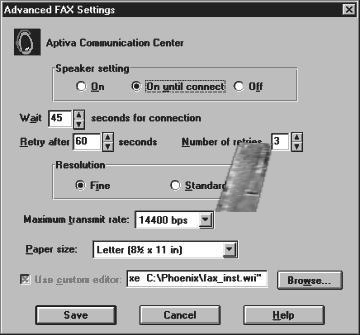 Advanced FAX Settings
Aptiva Communication Center
Speaker setting
On On until connect Off
Wait 45 seconds for connection
Retry after 60 seconds Number of retries 3
Resolution
Fine Standard
Maximum transmit rate: 14400 bps
Paper size: Letter (8½ x 11 in)
Use custom editor: xe C:\Phoenix\fax_inst.wri" Browse...
Save Cancel Help